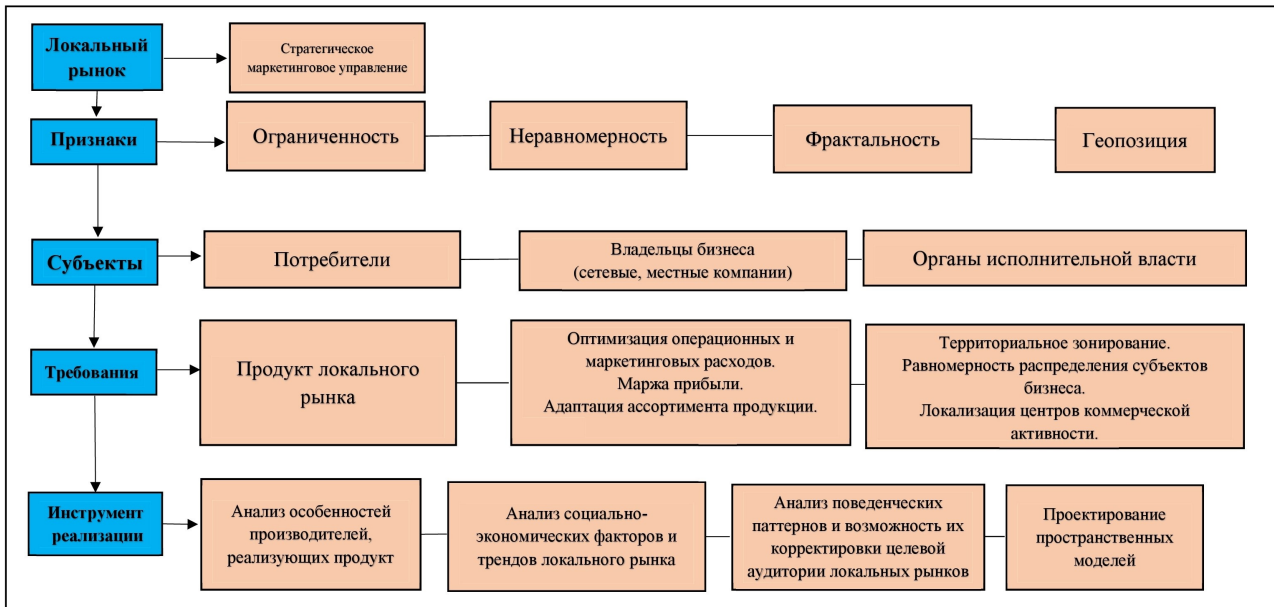 Локальный
рынок
Стратегическое
маркетинговое управление
Признаки
Ограниченность
Неравномерность
Фрактальность
Геопозиция
Субъекты
Потребители
Владельцы бизнеса
(сетевые, местные компании)
Органы исполнительной власти
Требования
Продукт локального
рынка
Оптимизация операционных и
маркетинговых расходов.
Маржа прибыли.
Адаптация ассортимента продукции.
Территориальное зонирование.
Равномерность распределения субъектов
бизнеса.
Локализация центров коммерческой
активности.
Инструмент
реализации
Анализ особенностей
производителей,
реализующих продукт
Анализ социально-
экономических факторов и
трендов локального рынка
Анализ поведенческих
паттернов и возможность их
корректировки целевой
аудитории локальных рынков
Проектирование
пространственных
моделей